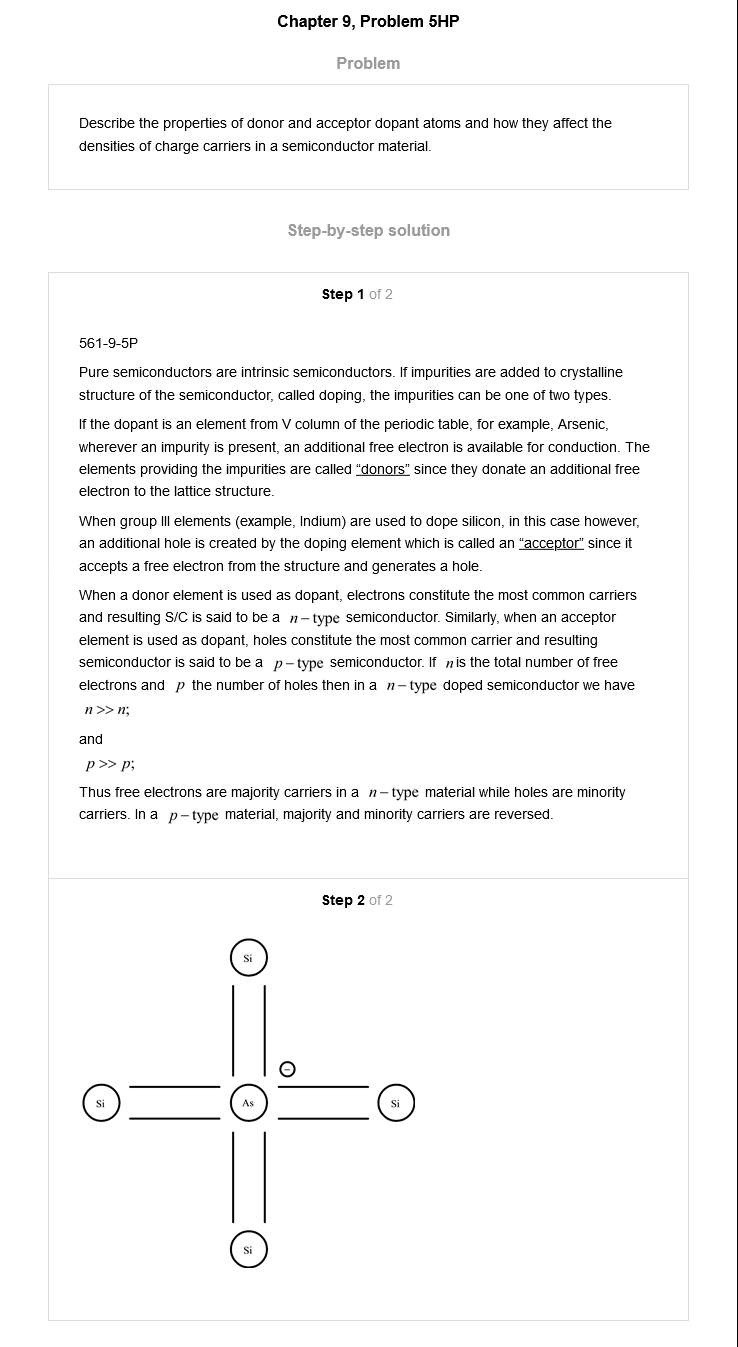 Chapter 9, Problem 5HP
Problem
Describe the properties of donor and acceptor dopant atoms and how they affect the
densities of charge carriers in a semiconductor material.
Step-by-step solution
Step 1 of 2
561-9-5P
Pure semiconductors are intrinsic semiconductors. If impurities are added to crystalline
structure of the semiconductor, called doping, the impurities can be one of two types.
If the dopant is an element from V column of the periodic table, for example, Arsenic,
wherever an impurity is present, an additional free electron is available for conduction. The
elements providing the impurities are called “donors” since they donate an additional free
electron to the lattice structure.
When group III elements (example, Indium) are used to dope silicon, in this case however,
an additional hole is created by the doping element which is called an “acceptor” since it
accepts a free electron from the structure and generates a hole.
When a donor element is used as dopant, electrons constitute the most common carriers
and resulting S/C is said to be a n – type semiconductor. Similarly, when an acceptor
element is used as dopant, holes constitute the most common carrier and resulting
semiconductor is said to be a p – type semiconductor. If n is the total number of free
electrons and p the number of holes then in a n – type doped semiconductor we have
n >> n;
and
p >> p;
Thus free electrons are majority carriers in a n – type material while holes are minority
carriers. In a p – type material, majority and minority carriers are reversed.
Step 2 of 2
Si
−
Si As Si
Si